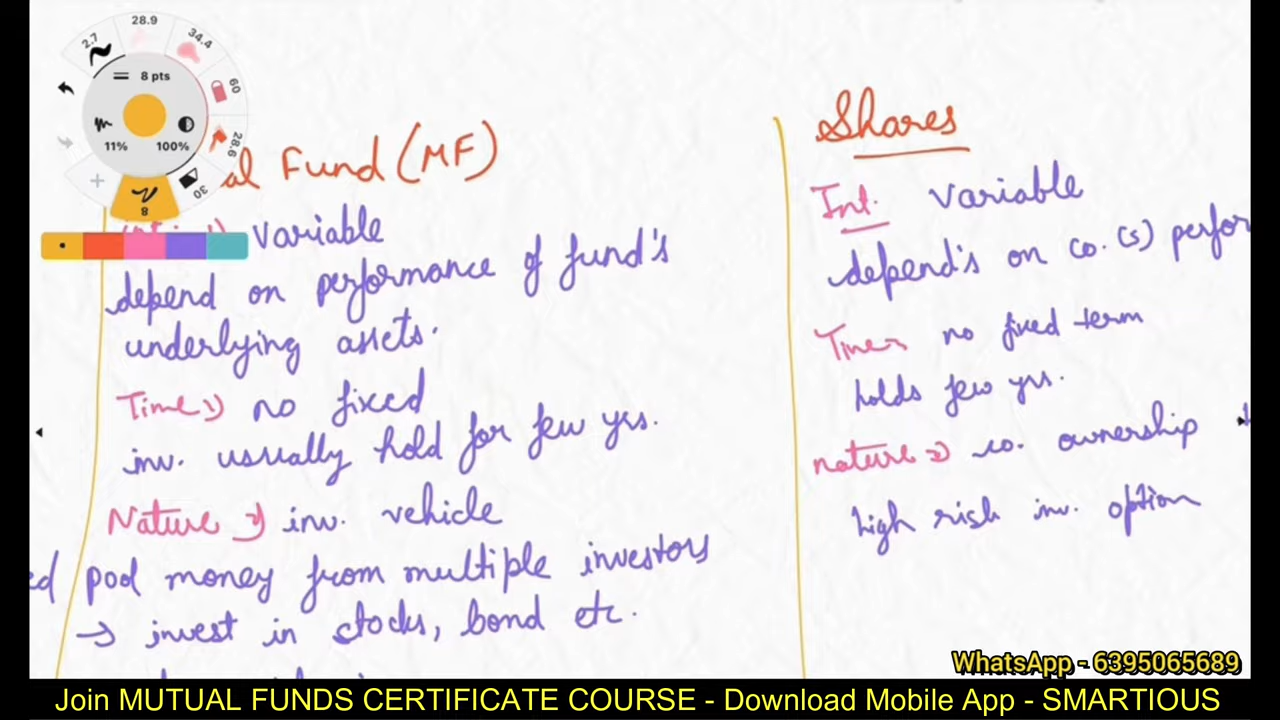 28.9
2.7
34.4
8 pts
60
11%
100%
28.6
30
8
al Fund (MF)
Variable
depend on performance of fund's
underlying assets.
Time → no fixed
inv. usually hold for few yrs.
Nature → inv. vehicle
ed pool money from multiple investors
→ invest in stocks, bond etc.
Shares
Int. Variable
depend's on co.(s) perfor
Time → no fixed term
holds few yrs.
nature → co. ownership
high risk inv. option
WhatsApp - 6395065689
Join MUTUAL FUNDS CERTIFICATE COURSE - Download Mobile App - SMARTIOUS